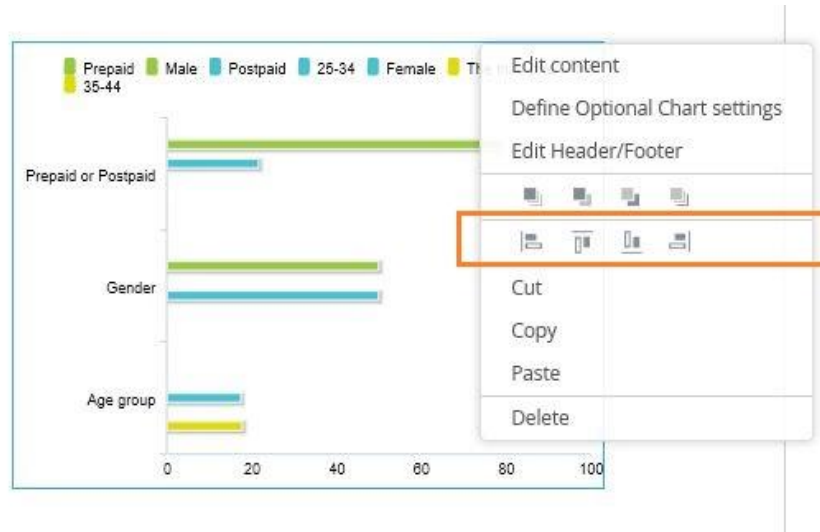 Prepaid Male Postpaid 25-34 Female
35-44
Prepaid or Postpaid
Gender
Age group
0 20 40 60 80 100
Edit content
Define Optional Chart settings
Edit Header/Footer
Cut
Copy
Paste
Delete